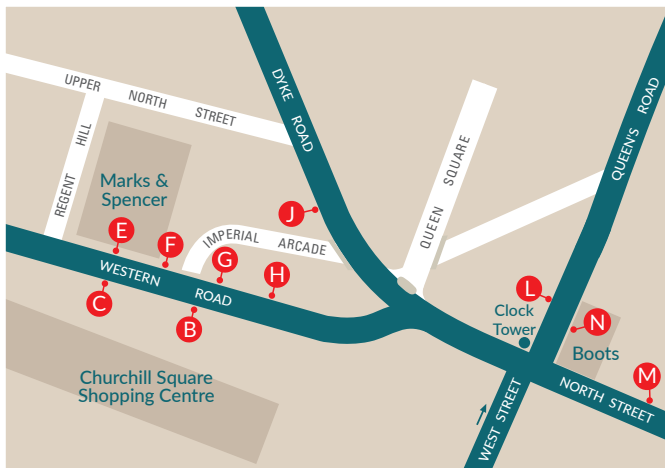 UPPER NORTH STREET
DYKE ROAD
QUEEN'S ROAD
REGENT HILL
Marks &
Spencer
QUEEN SQUARE
J
E
F
IMPERIAL ARCADE
G
H
C
WESTERN ROAD
B
L
Clock
Tower
N
Boots
M
Churchill Square
Shopping Centre
WEST STREET
NORTH STREET